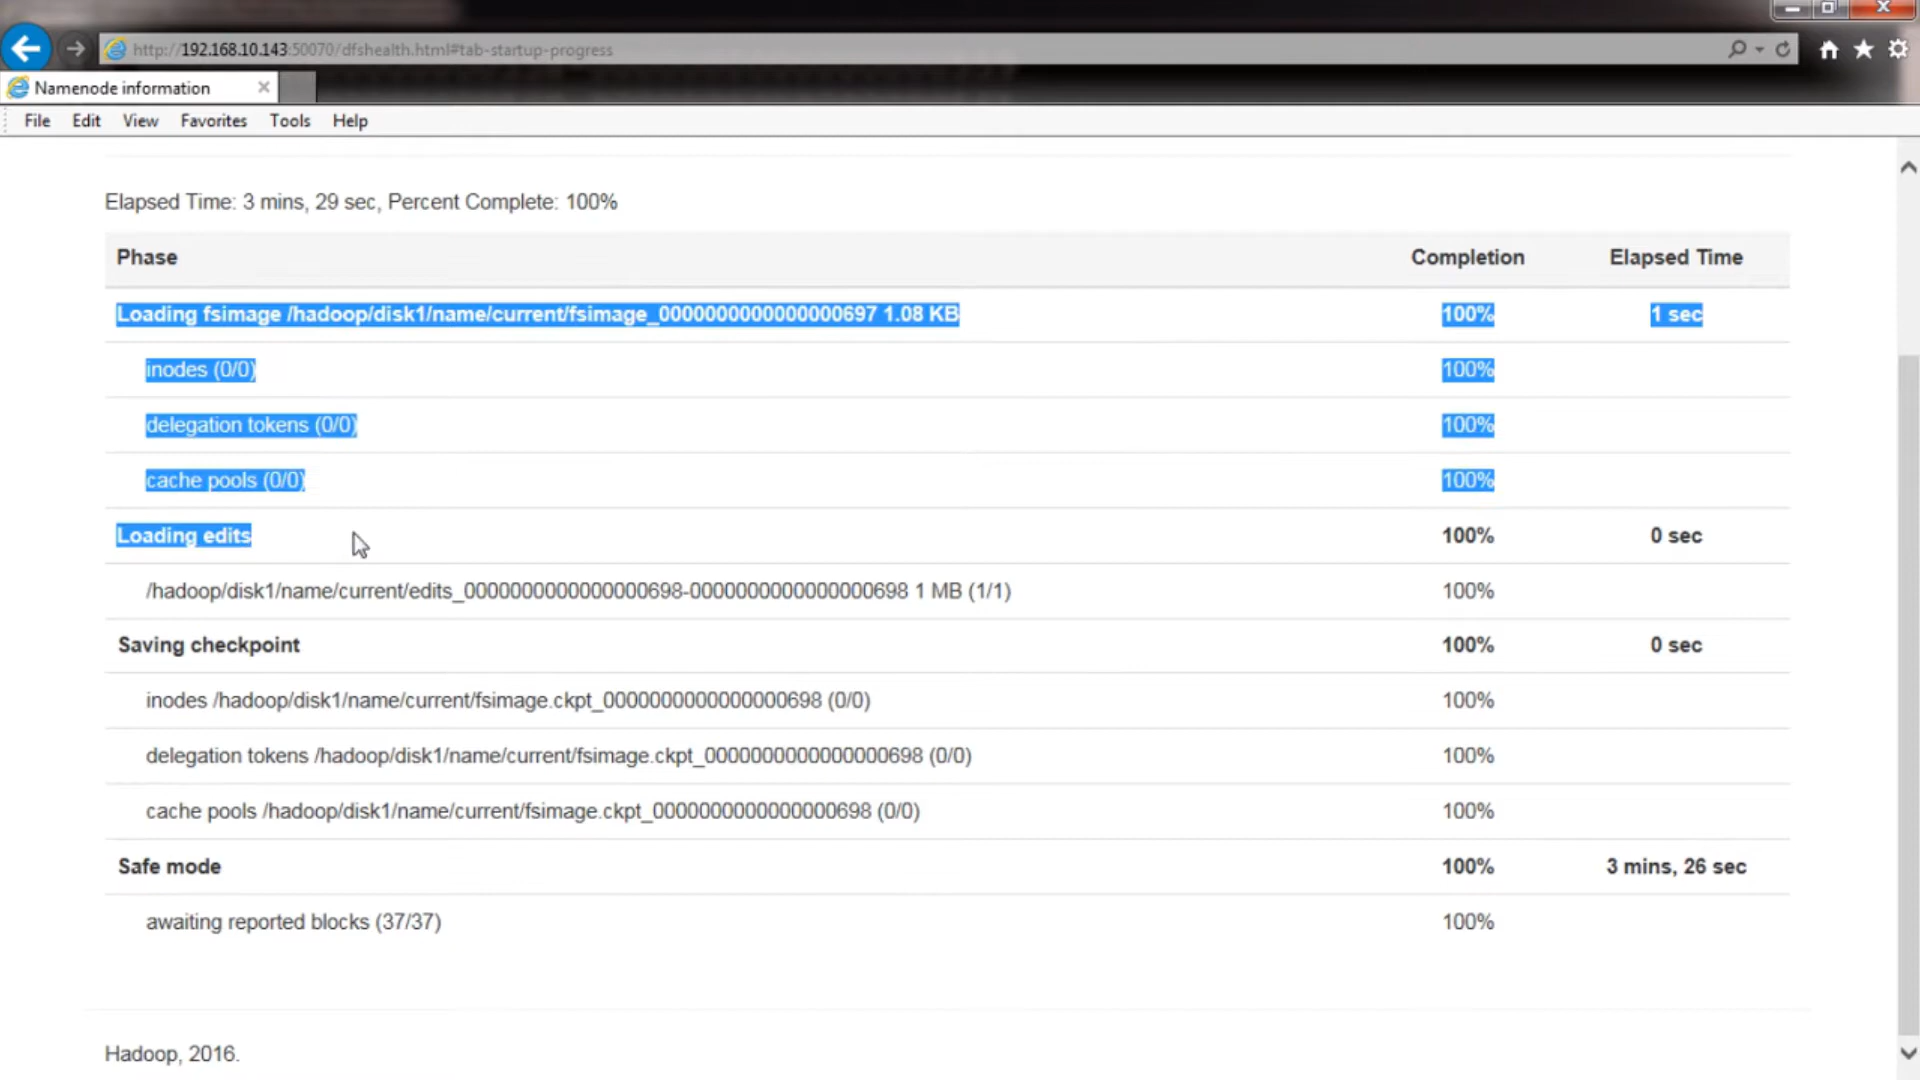 http://192.168.10.143:50070/dfshealth.html#tab-startup-progress
Namenode information
File Edit View Favorites Tools Help
Elapsed Time: 3 mins, 29 sec, Percent Complete: 100%
Phase Completion Elapsed Time
Loading fsimage /hadoop/disk1/name/current/fsimage_0000000000000000697 1.08 KB 100% 1 sec
inodes (0/0) 100%
delegation tokens (0/0) 100%
cache pools (0/0) 100%
Loading edits 100% 0 sec
/hadoop/disk1/name/current/edits_0000000000000000698-0000000000000000698 1 MB (1/1) 100%
Saving checkpoint 100% 0 sec
inodes /hadoop/disk1/name/current/fsimage.ckpt_0000000000000000698 (0/0) 100%
delegation tokens /hadoop/disk1/name/current/fsimage.ckpt_0000000000000000698 (0/0) 100%
cache pools /hadoop/disk1/name/current/fsimage.ckpt_0000000000000000698 (0/0) 100%
Safe mode 100% 3 mins, 26 sec
awaiting reported blocks (37/37) 100%
Hadoop, 2016.